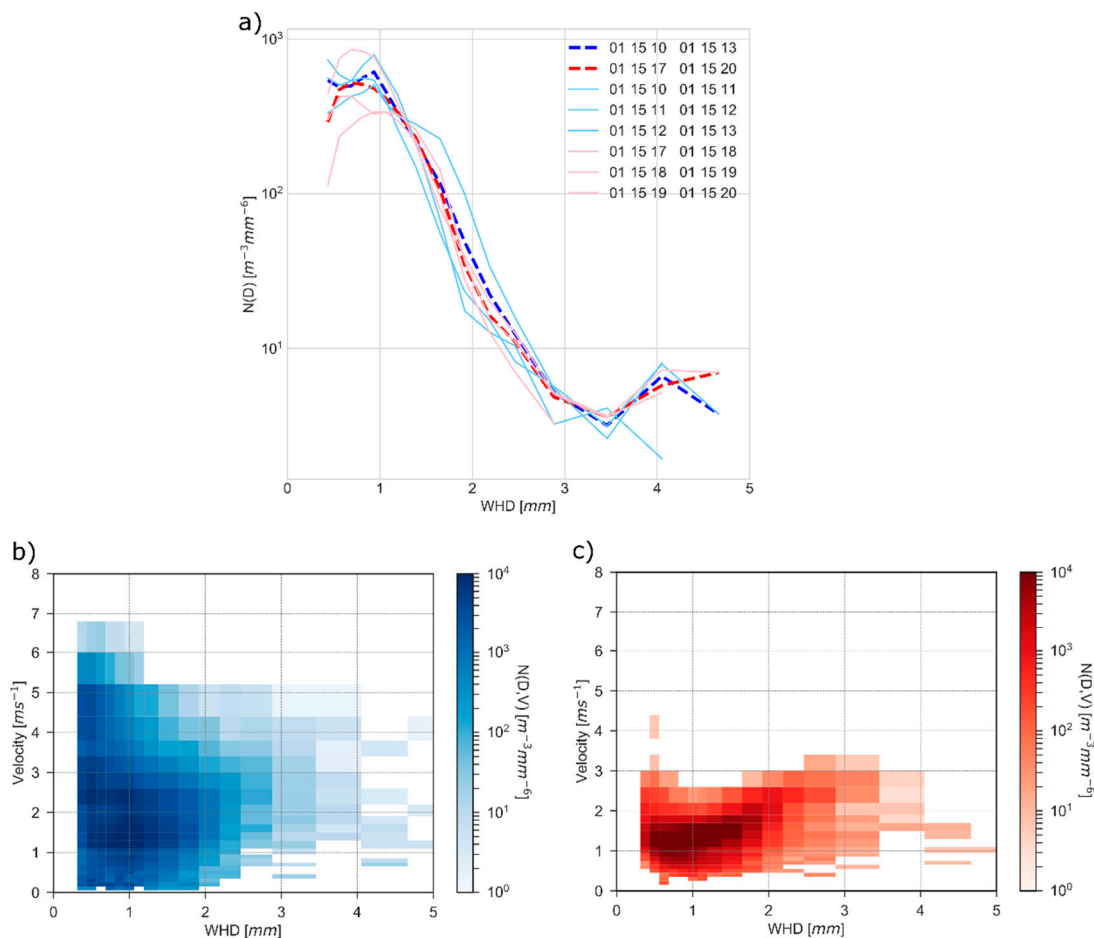 a)
10³
10²
10¹
N(D) [m⁻³mm⁻⁶]
01 15 10 01 15 13
01 15 17 01 15 20
01 15 10 01 15 11
01 15 11 01 15 12
01 15 12 01 15 13
01 15 17 01 15 18
01 15 18 01 15 19
01 15 19 01 15 20
0 1 2 3 4 5
WHD [mm]
b)
8
7
6
5
4
3
2
1
0
Velocity [ms⁻¹]
0 1 2 3 4 5
WHD [mm]
10⁴
10³
10²
10¹
10⁰
N(D,V) [m⁻³mm⁻⁶]
c)
8
7
6
5
4
3
2
1
0
Velocity [ms⁻¹]
0 1 2 3 4 5
WHD [mm]
10⁴
10³
10²
10¹
10⁰
N(D,V) [m⁻³mm⁻⁶]